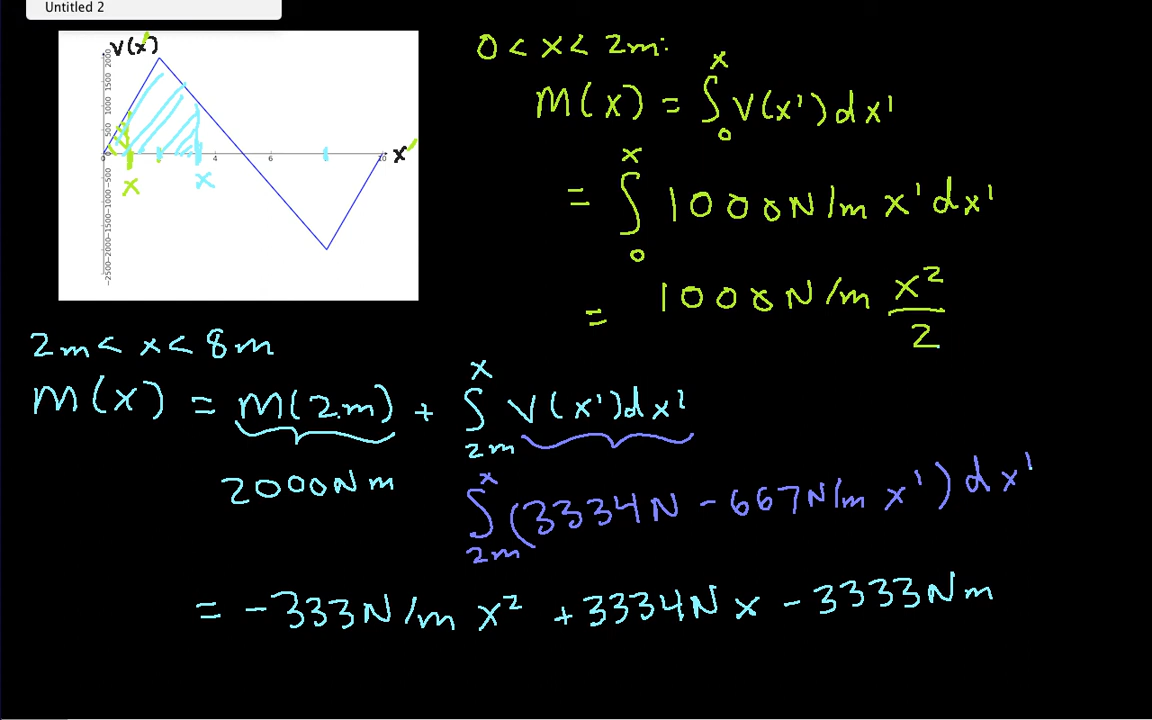 Untitled 2
V(x')
2000
1500
1000
500
0
-500
-1000
-1500
-2000
-2500
0 6 10
x'
x x
0 < x < 2m:
M(x) = ∫₀ˣ V(x')dx'
= ∫₀ˣ 1000N/m x'dx'
= 1000N/m x²/2
2m < x < 8m
M(x) = M(2m) + ∫₂ₘˣ V(x')dx'
2000Nm
∫₂ₘˣ (3334N - 667N/m x')dx'
= -333N/m x² + 3334N x - 3333Nm